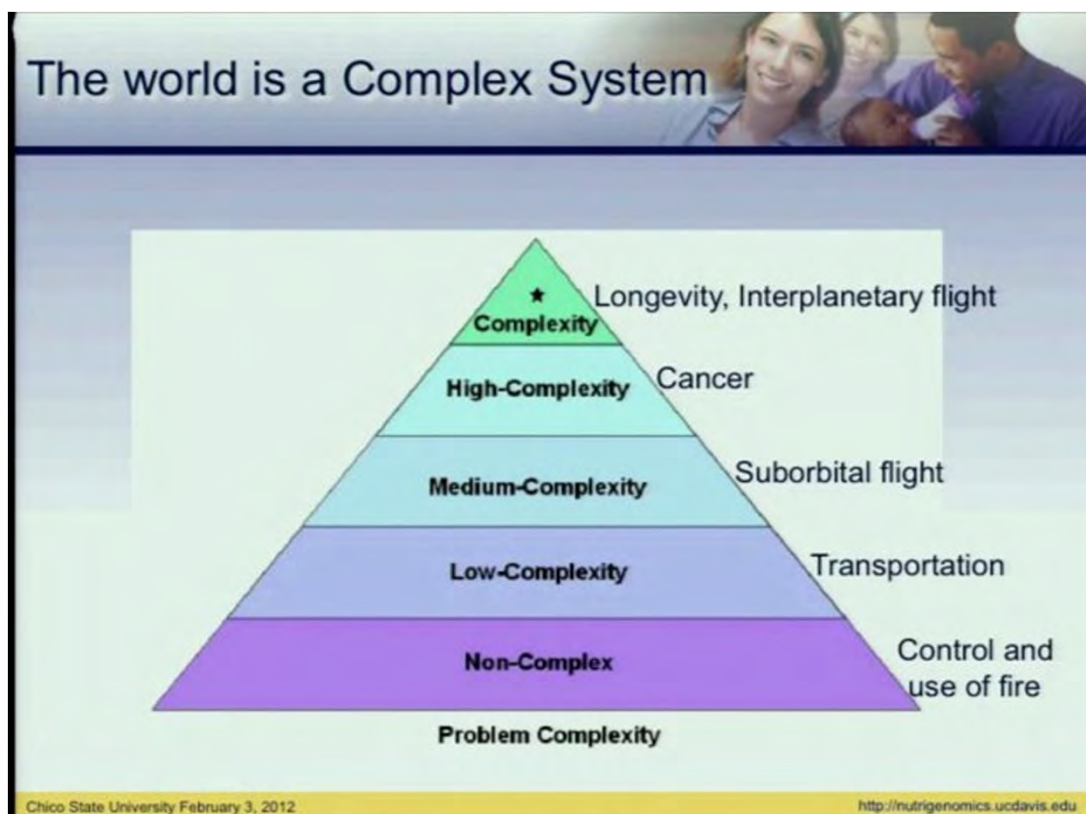 The world is a Complex System
★
Complexity
Longevity, Interplanetary flight
High-Complexity
Cancer
Medium-Complexity
Suborbital flight
Low-Complexity
Transportation
Non-Complex
Control and
use of fire
Problem Complexity
Chico State University February 3, 2012
http://nutrigenomics.ucdavis.edu